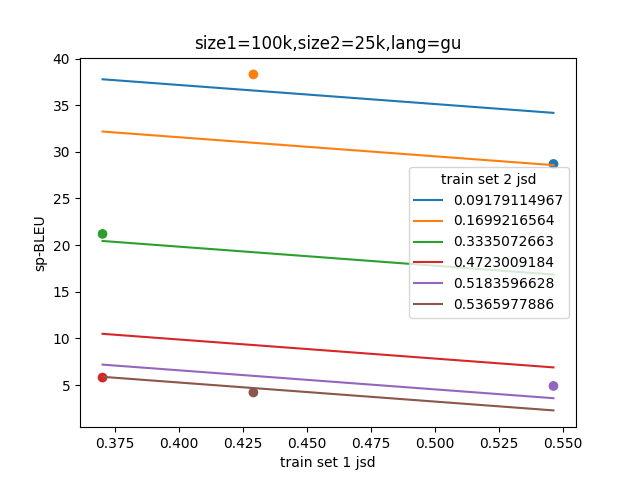 size1=100k,size2=25k,lang=gu
40
35
30
25
20
15
10
5
sp-BLEU
train set 2 jsd
0.09179114967
0.1699216564
0.3335072663
0.4723009184
0.5183596628
0.5365977886
0.375 0.400 0.425 0.450 0.475 0.500 0.525 0.550
train set 1 jsd